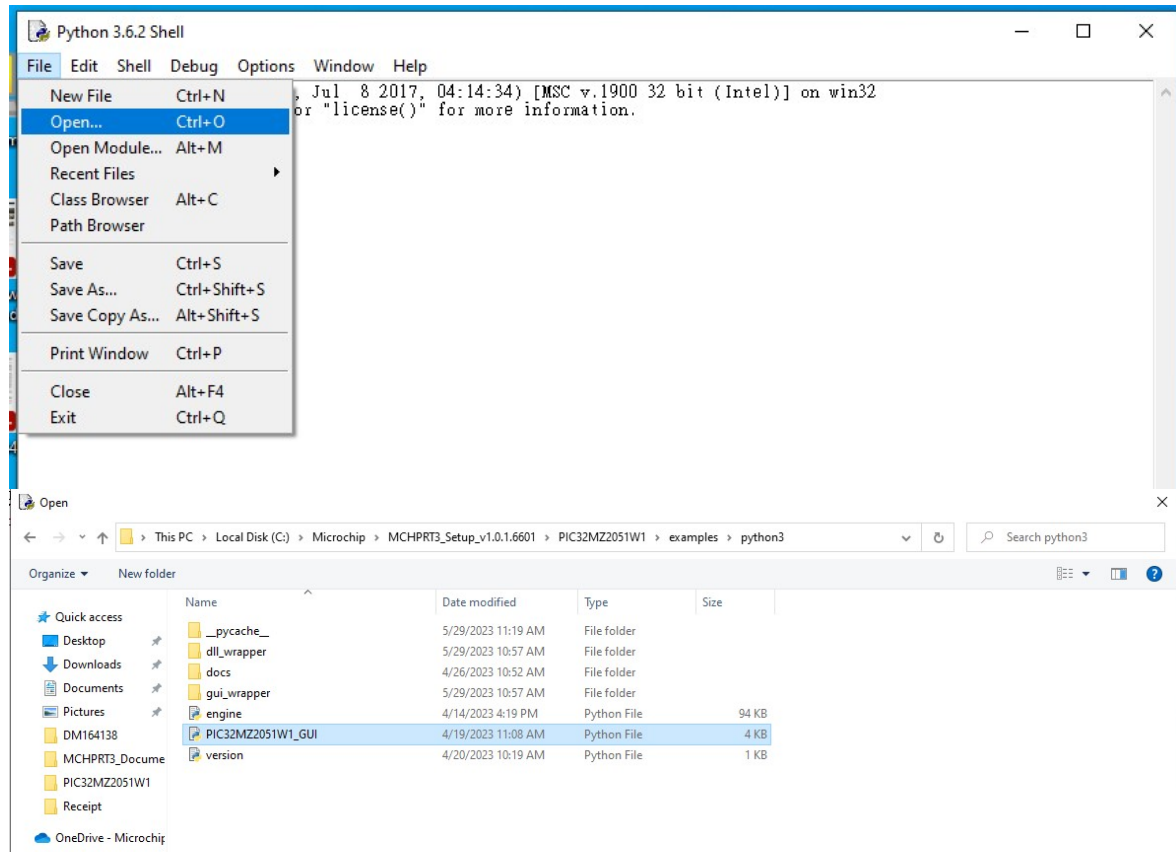 Python 3.6.2 Shell
File Edit Shell Debug Options Window Help
New File Ctrl+N , Jul 8 2017, 04:14:34) [MSC v.1900 32 bit (Intel)] on win32
Open... Ctrl+O or "license()" for more information.
Open Module... Alt+M
Recent Files
Class Browser Alt+C
Path Browser
Save Ctrl+S
Save As... Ctrl+Shift+S
Save Copy As... Alt+Shift+S
Print Window Ctrl+P
Close Alt+F4
Exit Ctrl+Q
Open
This PC > Local Disk (C:) > Microchip > MCHPRT3_Setup_v1.0.1.6601 > PIC32MZ2051W1 > examples > python3 Search python3
Organize New folder
Name Date modified Type Size
Quick access
Desktop
Downloads
Documents
Pictures
DM164138
MCHPRT3_Docume
PIC32MZ2051W1
Receipt
OneDrive - Microchip
__pycache__ 5/29/2023 11:19 AM File folder
dll_wrapper 5/29/2023 10:57 AM File folder
docs 4/26/2023 10:52 AM File folder
gui_wrapper 5/29/2023 10:57 AM File folder
engine 4/14/2023 4:19 PM Python File 94 KB
PIC32MZ2051W1_GUI 4/19/2023 11:08 AM Python File 4 KB
version 4/20/2023 10:19 AM Python File 1 KB